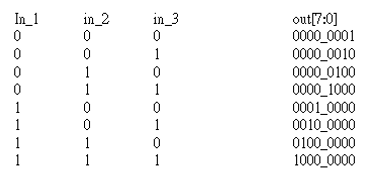 In_1 in_2 in_3 out[7:0]
0 0 0 0000_0001
0 0 1 0000_0010
0 1 0 0000_0100
0 1 1 0000_1000
1 0 0 0001_0000
1 0 1 0010_0000
1 1 0 0100_0000
1 1 1 1000_0000